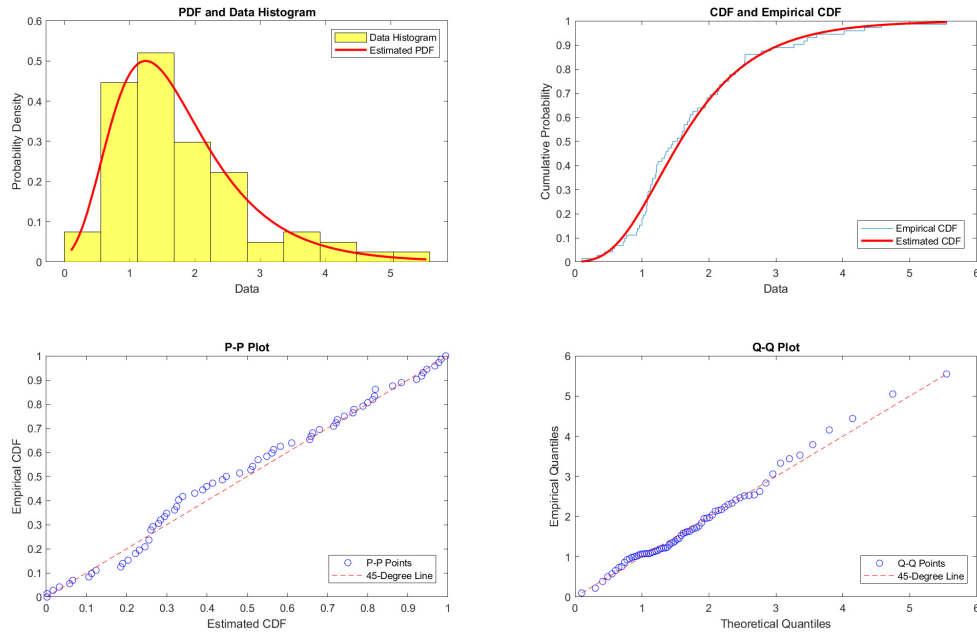 PDF and Data Histogram
0.6
0.5
0.4
0.3
0.2
0.1
0
Probability Density
Data Histogram
Estimated PDF
0 1 2 3 4 5
Data
CDF and Empirical CDF
1
0.9
0.8
0.7
0.6
0.5
0.4
0.3
0.2
0.1
0
Cumulative Probability
Empirical CDF
Estimated CDF
0 1 2 3 4 5 6
Data
P-P Plot
1
0.9
0.8
0.7
0.6
0.5
0.4
0.3
0.2
0.1
0
Empirical CDF
P-P Points
45-Degree Line
0 0.1 0.2 0.3 0.4 0.5 0.6 0.7 0.8 0.9 1
Estimated CDF
Q-Q Plot
6
5
4
3
2
1
0
Empirical Quantiles
Q-Q Points
45-Degree Line
0 1 2 3 4 5 6
Theoretical Quantiles